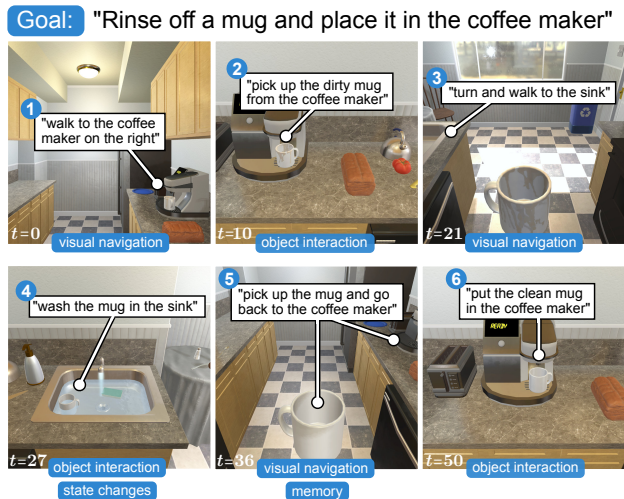 Goal: "Rinse off a mug and place it in the coffee maker"
1
"walk to the coffee
maker on the right"
t=0
visual navigation
2
"pick up the dirty mug
from the coffee maker"
t=10
object interaction
3
"turn and walk to the sink"
t=21
visual navigation
4
"wash the mug in the sink"
t=27
object interaction
state changes
5
"pick up the mug and go
back to the coffee maker"
t=36
visual navigation
memory
6
"put the clean mug
in the coffee maker"
READY
t=50
object interaction